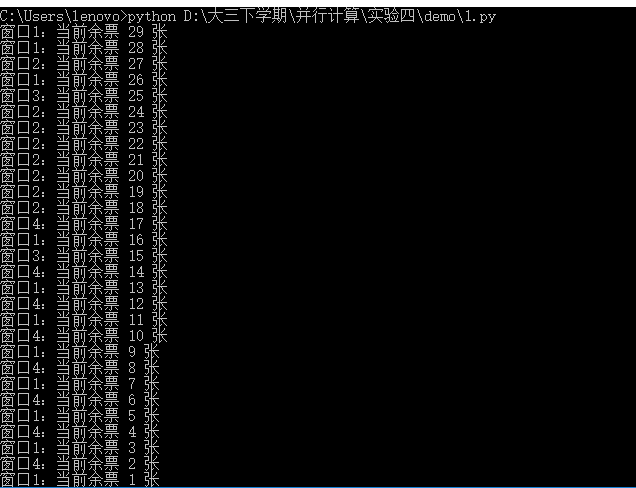 C:\Users\lenovo>python D:\大三下学期\并行计算\实验四\demo\1.py
窗口1: 当前余票 29 张
窗口1: 当前余票 28 张
窗口2: 当前余票 27 张
窗口1: 当前余票 26 张
窗口3: 当前余票 25 张
窗口2: 当前余票 24 张
窗口2: 当前余票 23 张
窗口2: 当前余票 22 张
窗口2: 当前余票 21 张
窗口2: 当前余票 20 张
窗口2: 当前余票 19 张
窗口2: 当前余票 18 张
窗口4: 当前余票 17 张
窗口1: 当前余票 16 张
窗口3: 当前余票 15 张
窗口4: 当前余票 14 张
窗口1: 当前余票 13 张
窗口4: 当前余票 12 张
窗口1: 当前余票 11 张
窗口4: 当前余票 10 张
窗口1: 当前余票 9 张
窗口4: 当前余票 8 张
窗口1: 当前余票 7 张
窗口4: 当前余票 6 张
窗口1: 当前余票 5 张
窗口4: 当前余票 4 张
窗口1: 当前余票 3 张
窗口4: 当前余票 2 张
窗口1: 当前余票 1 张